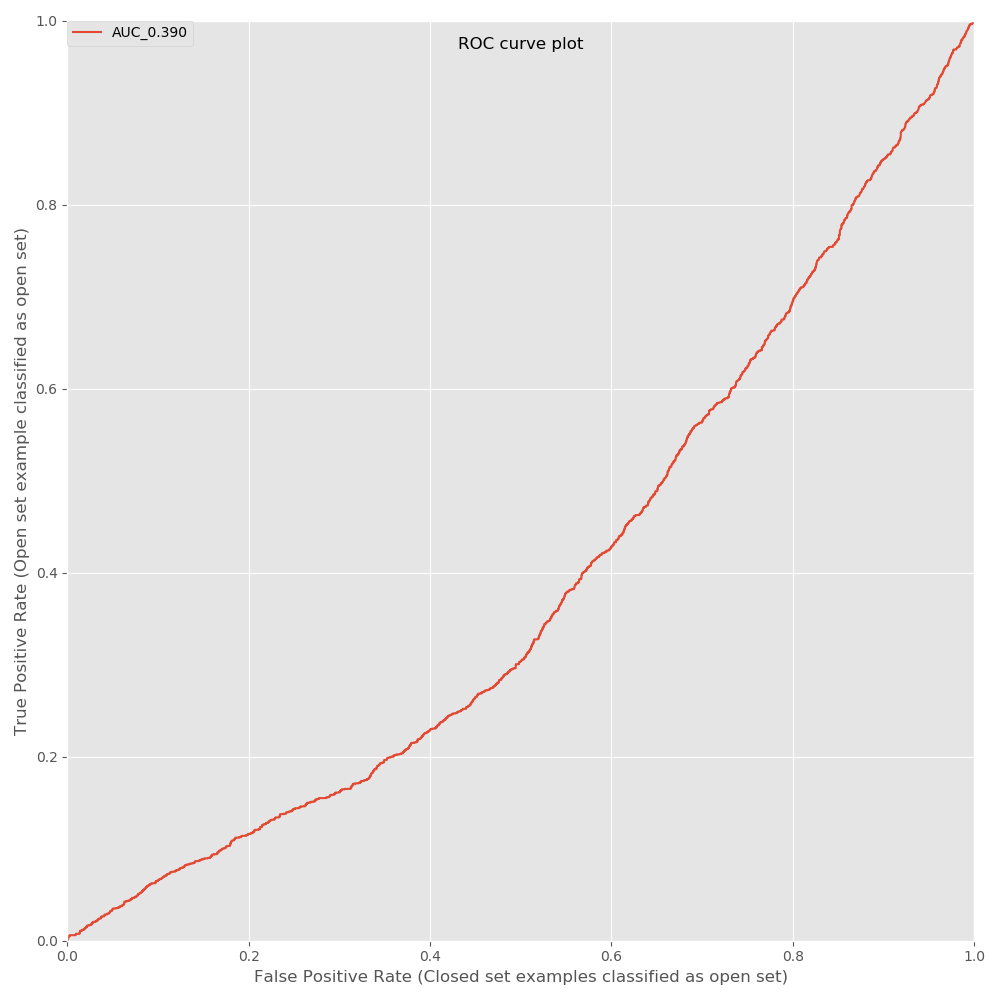 ROC curve plot
AUC_0.390
True Positive Rate (Open set example classified as open set)
1.0
0.8
0.6
0.4
0.2
0.0
0.0 0.2 0.4 0.6 0.8 1.0
False Positive Rate (Closed set examples classified as open set)